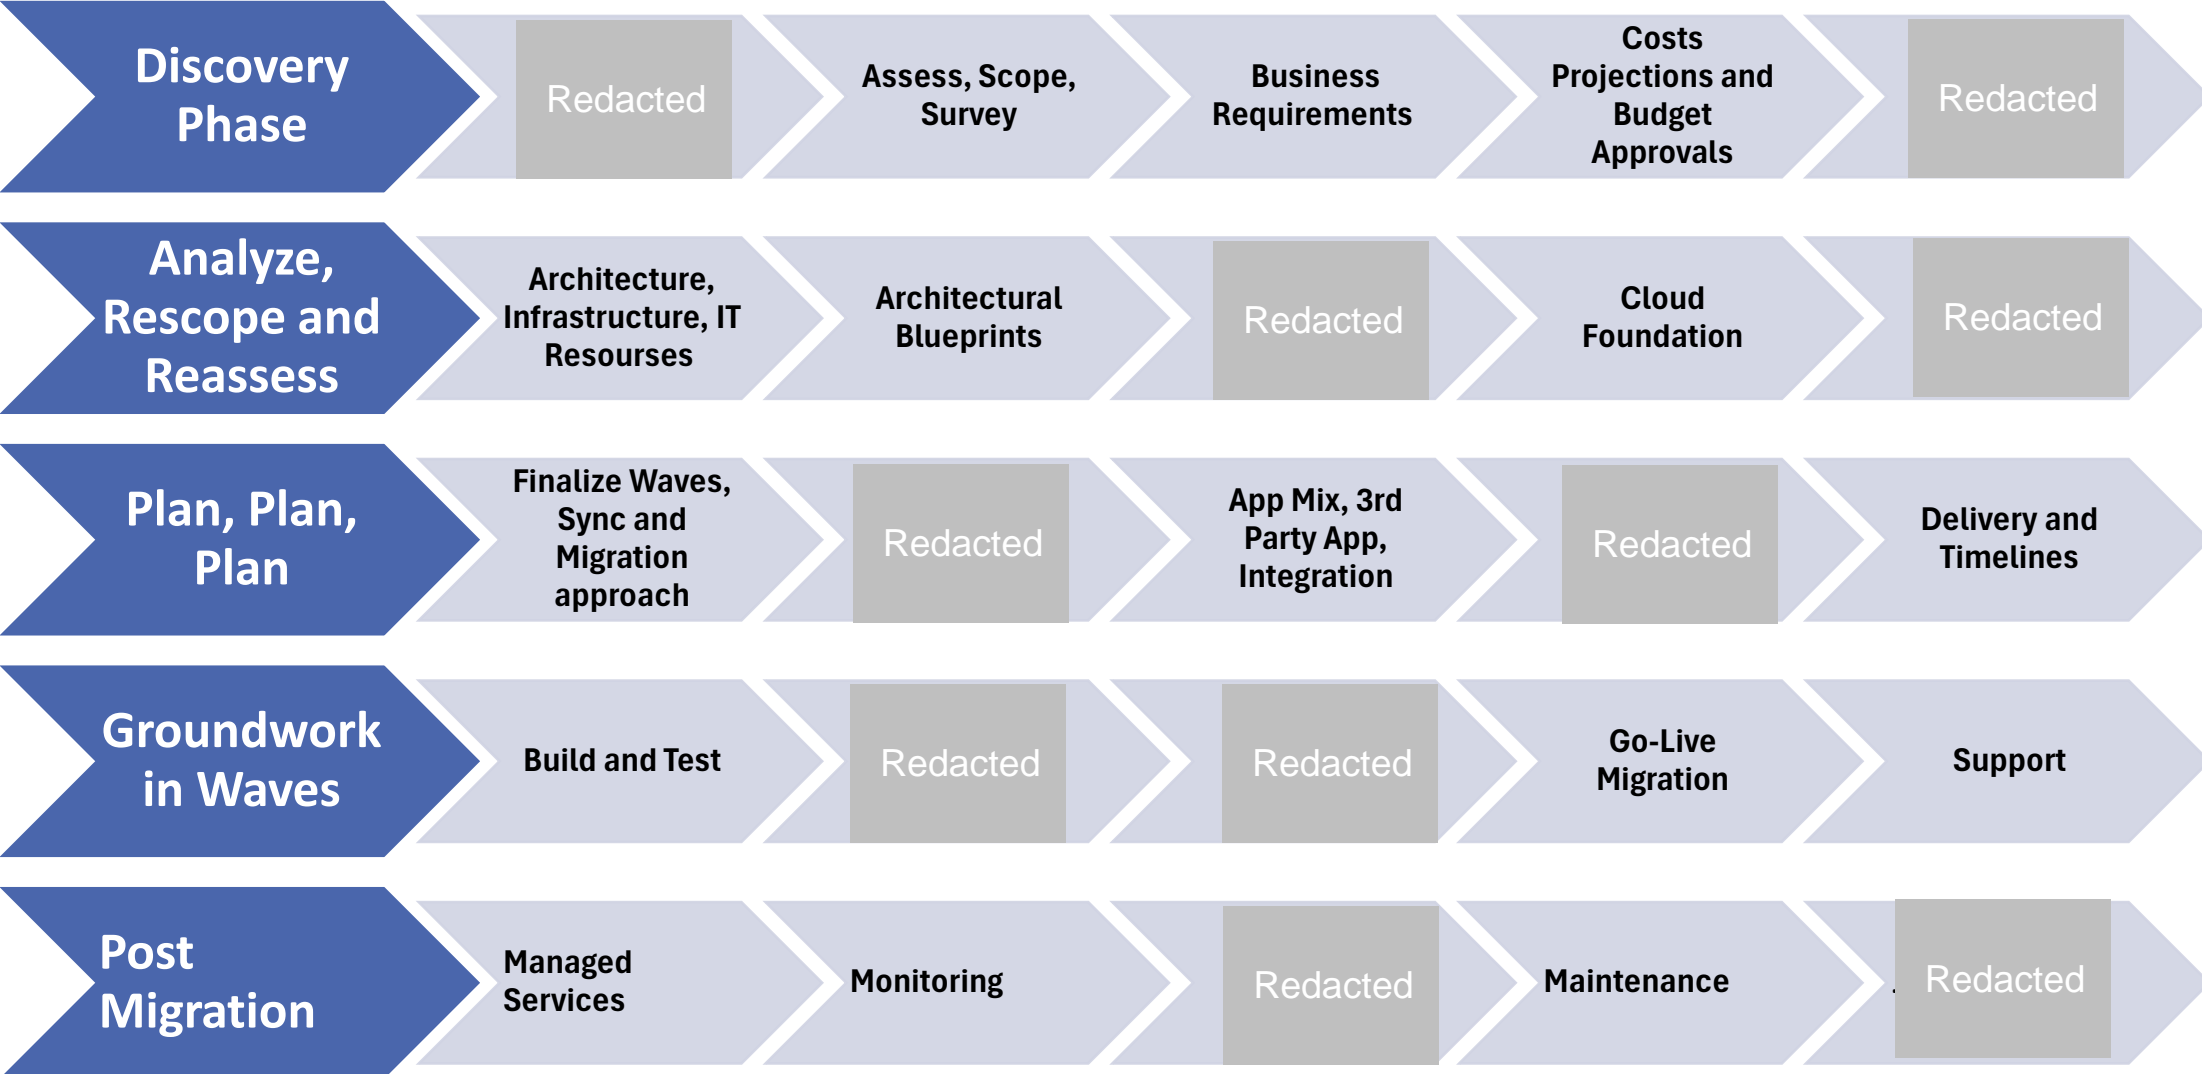 Discovery
Phase
Redacted
Assess, Scope,
Survey
Business
Requirements
Costs
Projections and
Budget
Approvals
Redacted
Analyze,
Rescope and
Reassess
Architecture,
Infrastructure, IT
Resourses
Architectural
Blueprints
Redacted
Cloud
Foundation
Redacted
Plan, Plan,
Plan
Finalize Waves,
Sync and
Migration
approach
Redacted
App Mix, 3rd
Party App,
Integration
Redacted
Delivery and
Timelines
Groundwork
in Waves
Build and Test
Redacted
Redacted
Go-Live
Migration
Support
Post
Migration
Managed
Services
Monitoring
Redacted
Maintenance
Redacted